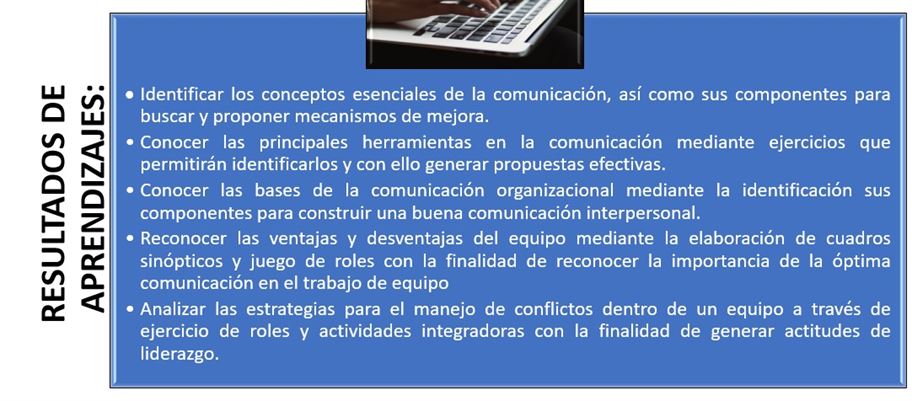 RESULTADOS DE
APRENDIZAJES:
• Identificar los conceptos esenciales de la comunicación, así como sus componentes para
buscar y proponer mecanismos de mejora.
• Conocer las principales herramientas en la comunicación mediante ejercicios que
permitirán identificarlos y con ello generar propuestas efectivas.
• Conocer las bases de la comunicación organizacional mediante la identificación sus
componentes para construir una buena comunicación interpersonal.
• Reconocer las ventajas y desventajas del equipo mediante la elaboración de cuadros
sinópticos y juego de roles con la finalidad de reconocer la importancia de la óptima
comunicación en el trabajo de equipo
• Analizar las estrategias para el manejo de conflictos dentro de un equipo a través de
ejercicio de roles y actividades integradoras con la finalidad de generar actitudes de
liderazgo.